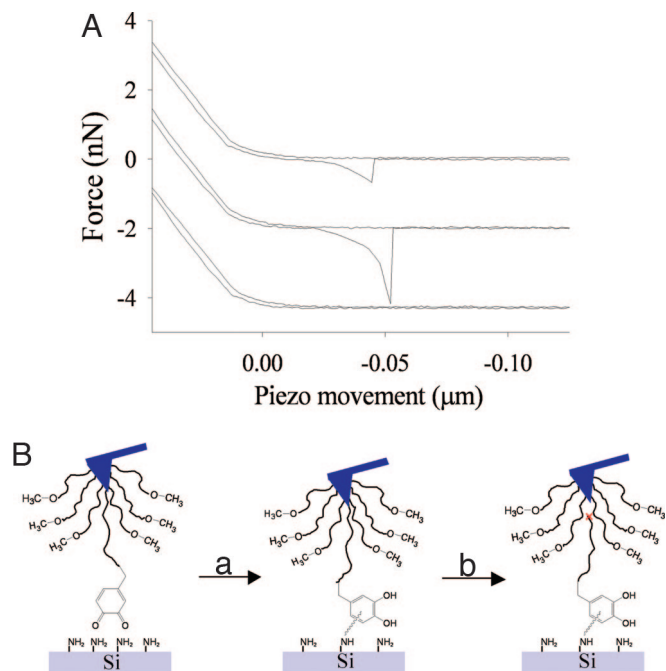 A
4
2
0
-2
-4
Force (nN)
0.00 -0.05 -0.10
Piezo movement (μm)
B
H₃C-O O-CH₃
H₃C-O O-CH₃
H₃C-O O-CH₃
O O
NH₂ NH₂ NH₂ NH₂
Si
a
H₃C-O O-CH₃
H₃C-O O-CH₃
H₃C-O O-CH₃
OH
OH
NH₂ NH NH₂
Si
b
H₃C-O O-CH₃
H₃C-O O-CH₃
H₃C-O O-CH₃
OH
OH
NH₂ NH NH₂
Si